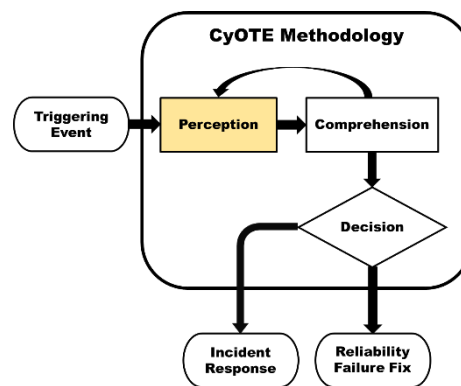 CyOTE Methodology
Triggering
Event
Perception
Comprehension
Decision
Incident
Response
Reliability
Failure Fix